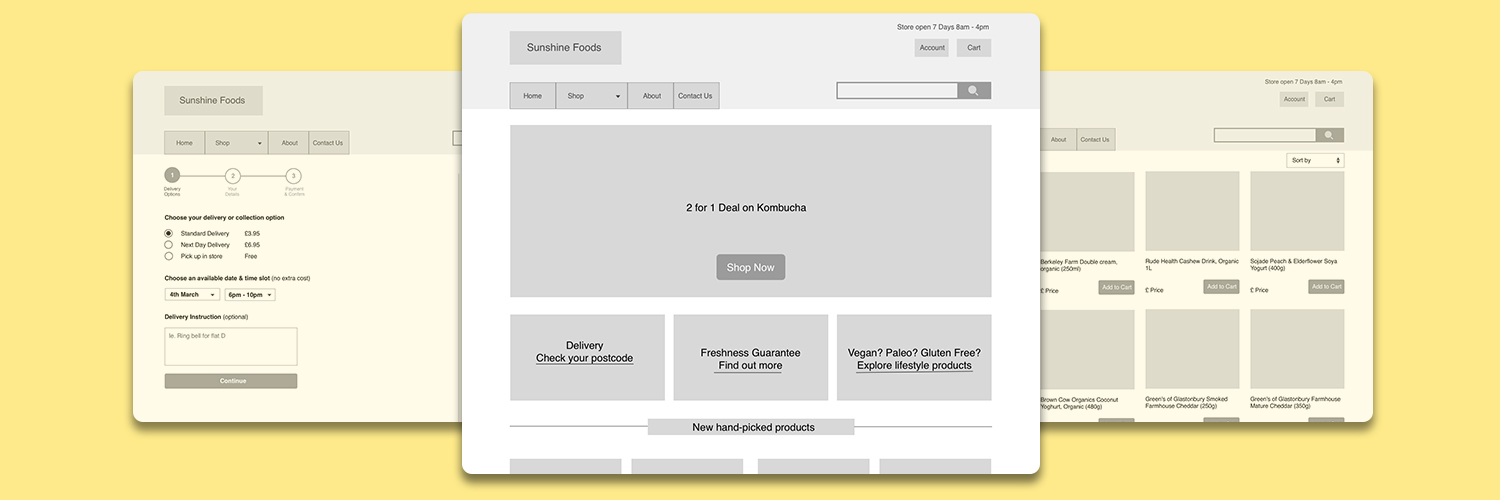 Sunshine Foods
Home
Shop
About
Contact Us
1
2
3
Delivery
Options
Your
Details
Payment
& Confirm
Choose your delivery or collection option
Standard Delivery £3.95
Next Day Delivery £6.95
Pick up in store Free
Choose an available date & time slot (no extra cost)
4th March
6pm - 10pm
Delivery Instruction (optional)
Ie. Ring bell for flat D
Continue
Store open 7 Days 8am - 4pm
Sunshine Foods
Account
Cart
Home
Shop
About
Contact Us
2 for 1 Deal on Kombucha
Shop Now
Delivery
Check your postcode
Freshness Guarantee
Find out more
Vegan? Paleo? Gluten Free?
Explore lifestyle products
New hand-picked products
Store open 7 Days 8am - 4pm
Account
Cart
About
Contact Us
Sort by
Berkeley Farm Double cream,
organic (250ml)
£ Price
Add to Cart
Rude Health Cashew Drink, Organic
1L
£ Price
Add to Cart
Sojade Peach & Elderflower Soya
Yogurt (400g)
£ Price
Add to Cart
Brown Cow Organics Coconut
Yoghurt, Organic (480g)
Green's of Glastonbury Smoked
Farmhouse Cheddar (250g)
Green's of Glastonbury Farmhouse
Mature Cheddar (350g)